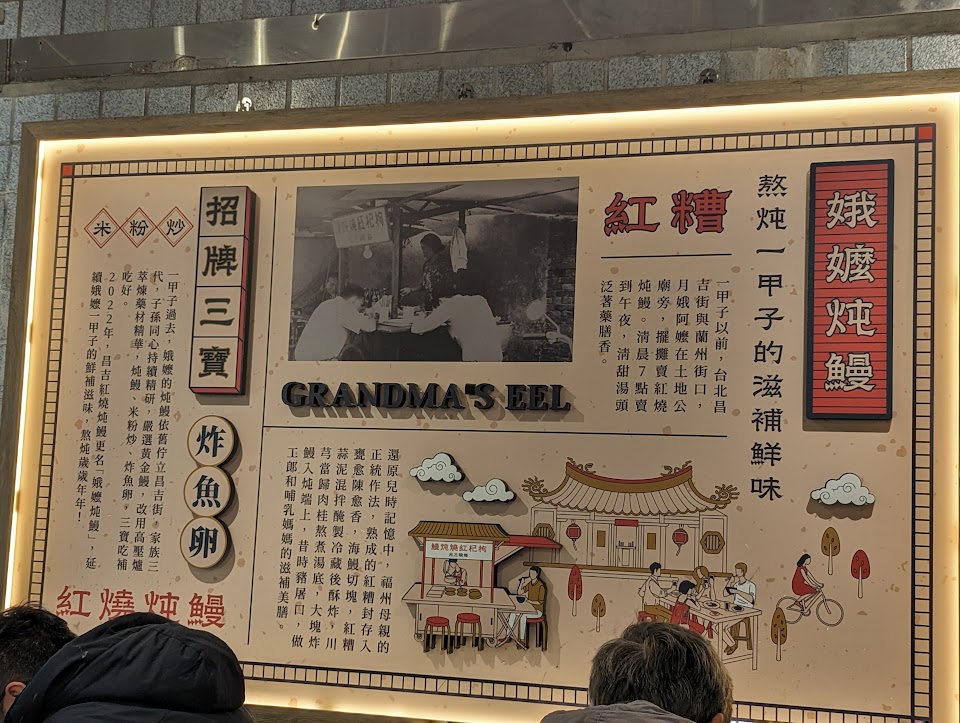 娥嬤炖鰻
熬炖一甲子的滋補鮮味
紅糟
一甲子以前，台北昌
吉街與蘭州街口，
月娥阿嬤在土地公
廟旁，擺攤賣紅燒
炖鰻。清晨7點賣
到午夜，清甜湯頭
泛著藥膳香。
GRANDMA'S EEL
還原兒時記憶中，福州母親的
正統作法，熟成的紅糟封存入
甕愈陳愈香，海鰻切塊，紅糟
蒜泥混拌醃製冷藏後酥炸，川
芎當歸肉桂熬煮湯底，大塊炸
鰻入炖端上，昔時豬屠口，做
工郎和哺乳媽媽的滋補美膳。
鰻炖燒紅杞枸
招牌三寶
米粉炒
炸魚卵
紅燒炖鰻
一甲子過去，娥嬤的炖鰻依舊佇立昌吉街，家族三
代，子孫同心持續精研，嚴選黃金鰻，改用高壓爐
萃煉藥材精華，炖鰻、米粉炒、炸魚卵，三寶吃補
吃好。
2022年，昌吉紅燒炖鰻更名「娥嬤炖鰻」，延
續娥嬤一甲子的鮮補滋味，熬炖歲歲年年！